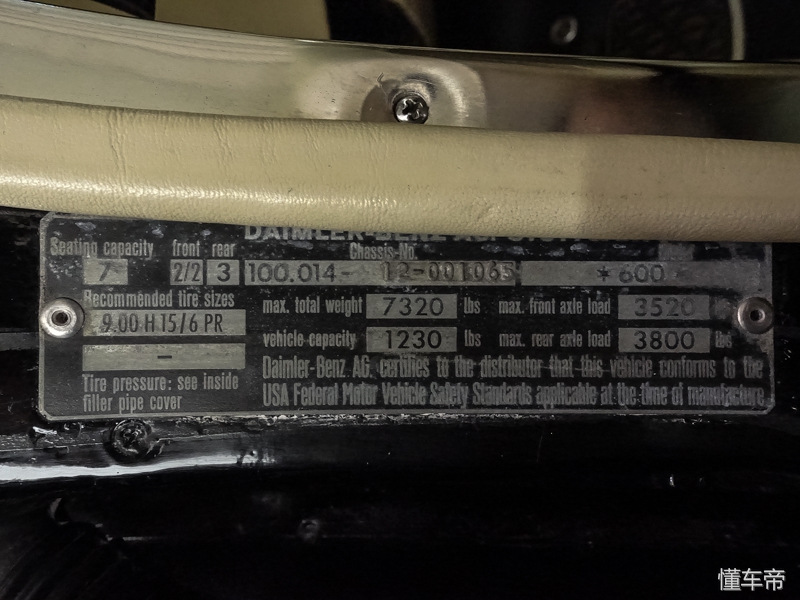 DAIMLER-BENZ
Seating capacity front rear Chassis-No.
7 2/2 3 100.014- 12-001065 * 600
Recommended tire sizes max. total weight 7320 lbs max. front axle load 3520
9.00 H 15/6 PR vehicle capacity 1230 lbs max. rear axle load 3800 lbs
–
Daimler-Benz AG. certifies to the distributor that this vehicle conforms to the
USA Federal Motor Vehicle Safety Standards applicable at the time of manufacture
Tire pressure: see inside
filler pipe cover
懂车帝